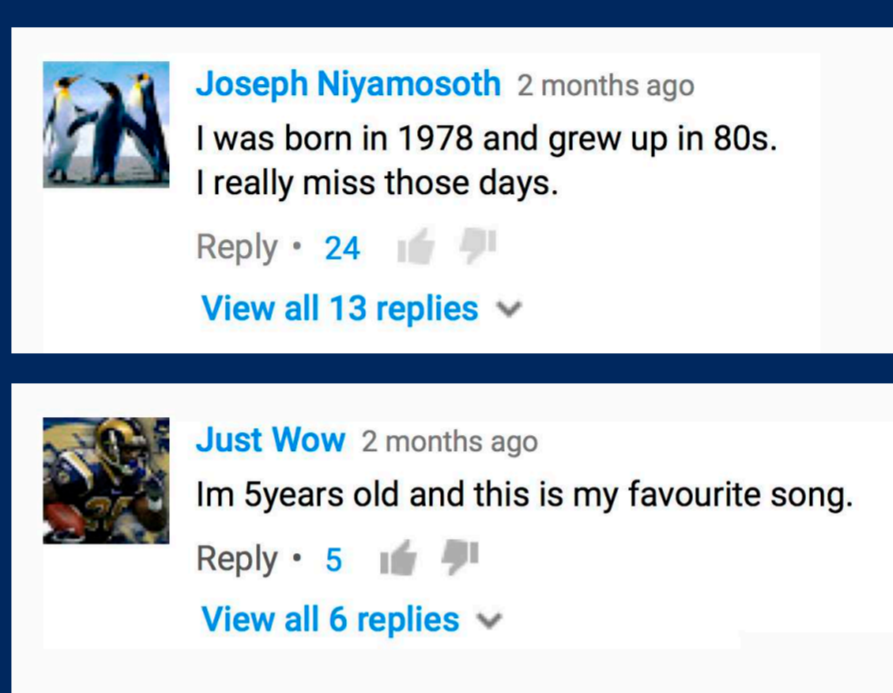 Joseph Niyamosoth 2 months ago
I was born in 1978 and grew up in 80s.
I really miss those days.
Reply • 24
View all 13 replies
Just Wow 2 months ago
Im 5years old and this is my favourite song.
Reply • 5
View all 6 replies